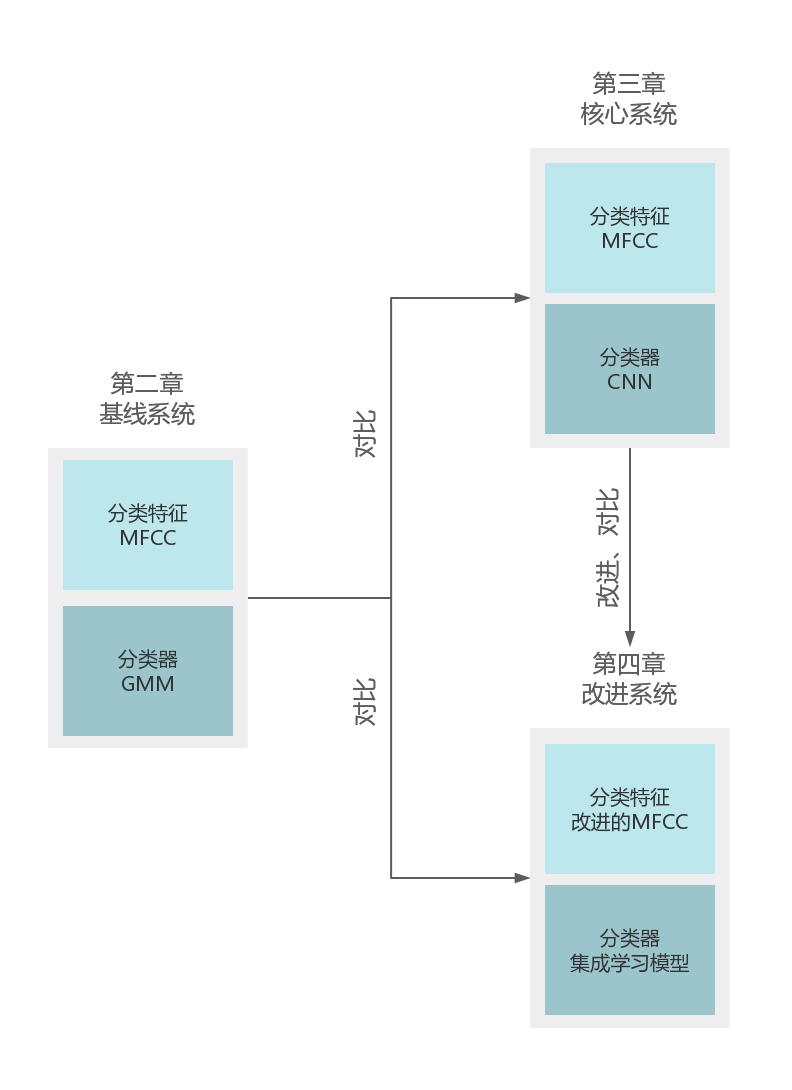 第三章
核心系统
分类特征
MFCC
分类器
CNN
第二章
基线系统
分类特征
MFCC
分类器
GMM
对比
对比
改进、对比
第四章
改进系统
分类特征
改进的MFCC
分类器
集成学习模型